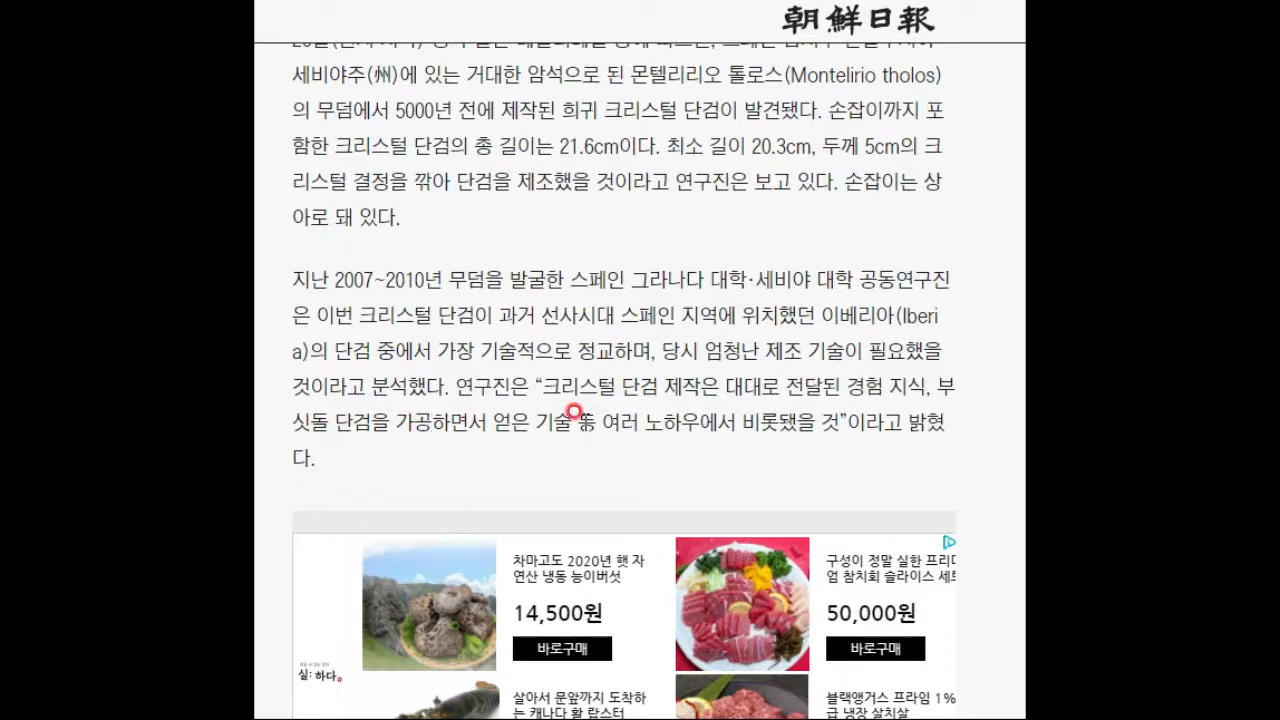 朝鮮日報
세비야주(州)에 있는 거대한 암석으로 된 몬텔리리오 톨로스(Montelirio tholos)
의 무덤에서 5000년 전에 제작된 희귀 크리스털 단검이 발견됐다. 손잡이까지 포
함한 크리스털 단검의 총 길이는 21.6cm이다. 최소 길이 20.3cm, 두께 5cm의 크
리스털 결정을 깎아 단검을 제조했을 것이라고 연구진은 보고 있다. 손잡이는 상
아로 돼 있다.
지난 2007~2010년 무덤을 발굴한 스페인 그라나다 대학·세비야 대학 공동연구진
은 이번 크리스털 단검이 과거 선사시대 스페인 지역에 위치했던 이베리아(Iberi
a)의 단검 중에서 가장 기술적으로 정교하며, 당시 엄청난 제조 기술이 필요했을
것이라고 분석했다. 연구진은 “크리스털 단검 제작은 대대로 전달된 경험 지식, 부
싯돌 단검을 가공하면서 얻은 기술 등 여러 노하우에서 비롯됐을 것”이라고 밝혔
다.
차마고도 2020년 햇 자
연산 냉동 능이버섯
14,500원
바로구매
구성이 정말 실한 프리미
엄 참치회 슬라이스 세트
50,000원
바로구매
실:하다.
살아서 문앞까지 도착하
는 캐나다 활 랍스터
블랙앵거스 프라임 1%
급 냉장 살치살